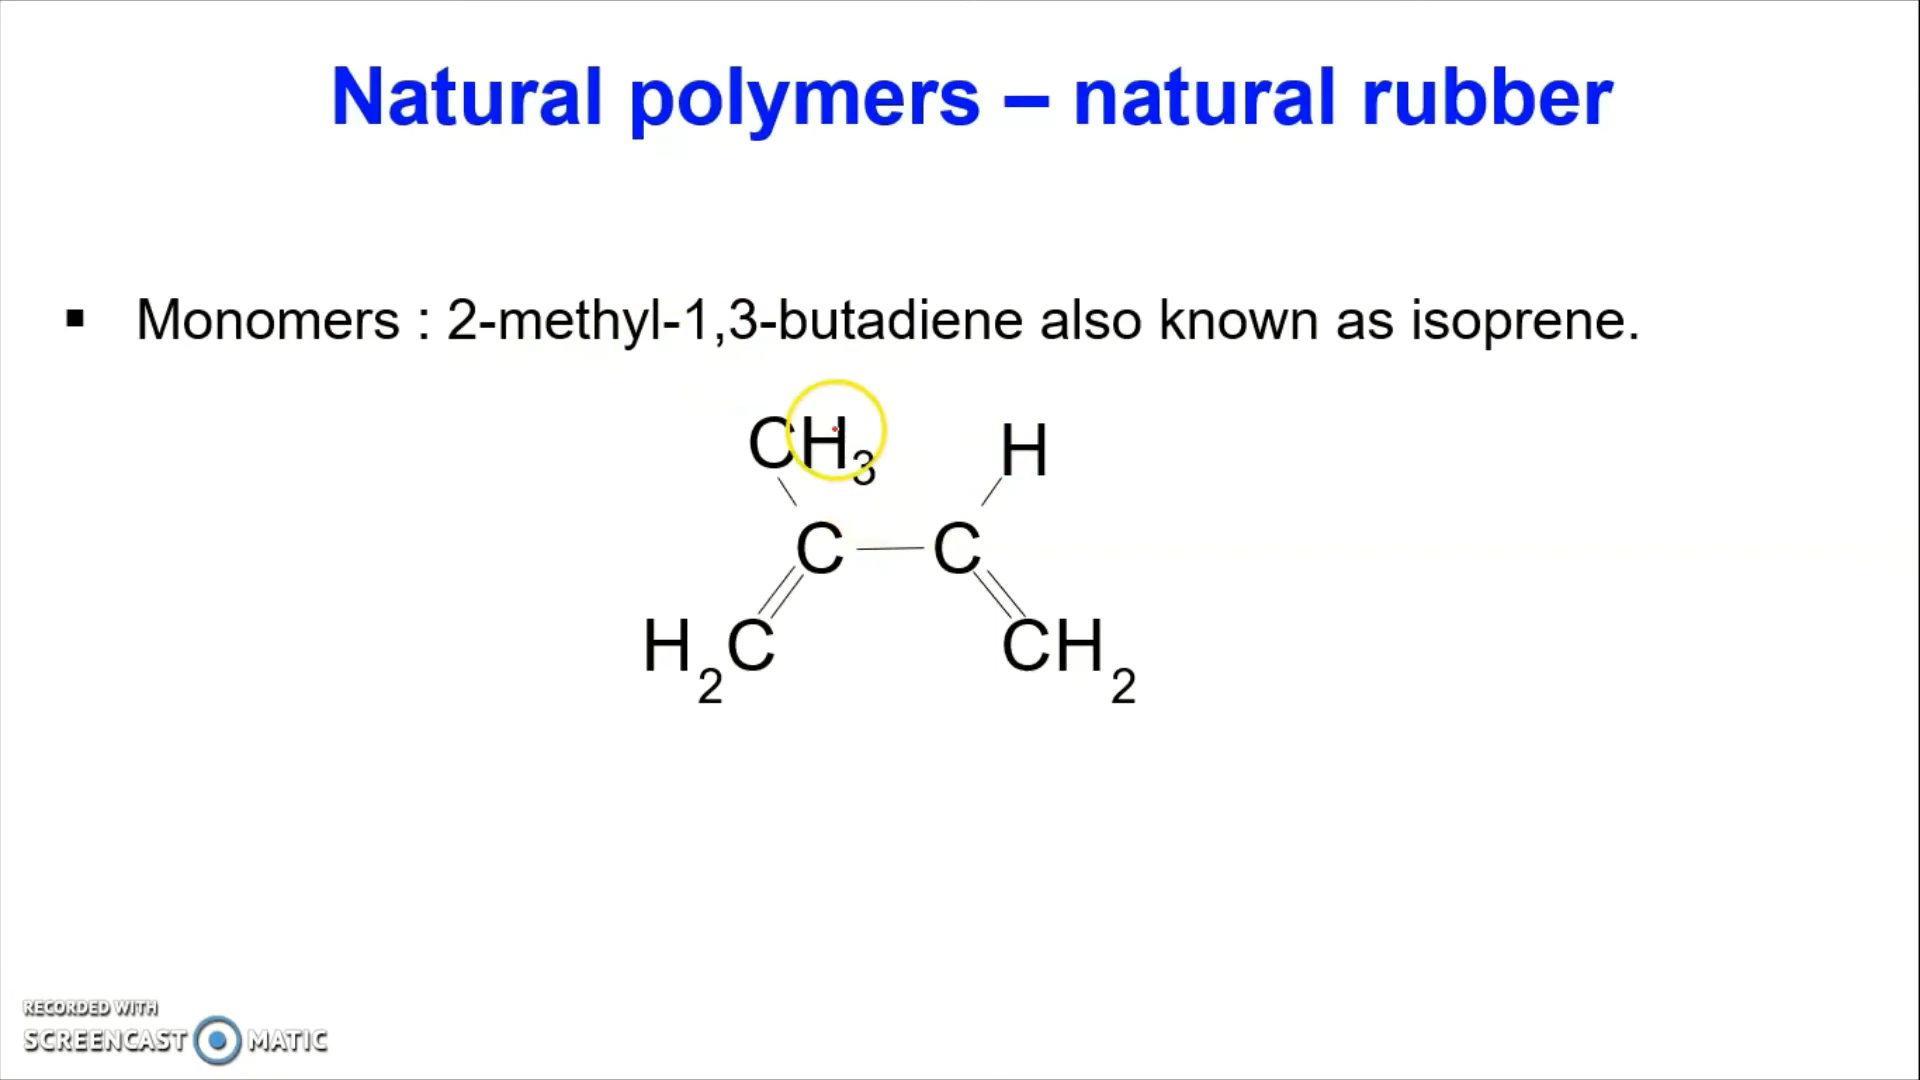 Natural polymers – natural rubber
▪ Monomers : 2-methyl-1,3-butadiene also known as isoprene.
CH3 H
C C
H2C CH2
RECORDED WITH
SCREENCAST MATIC